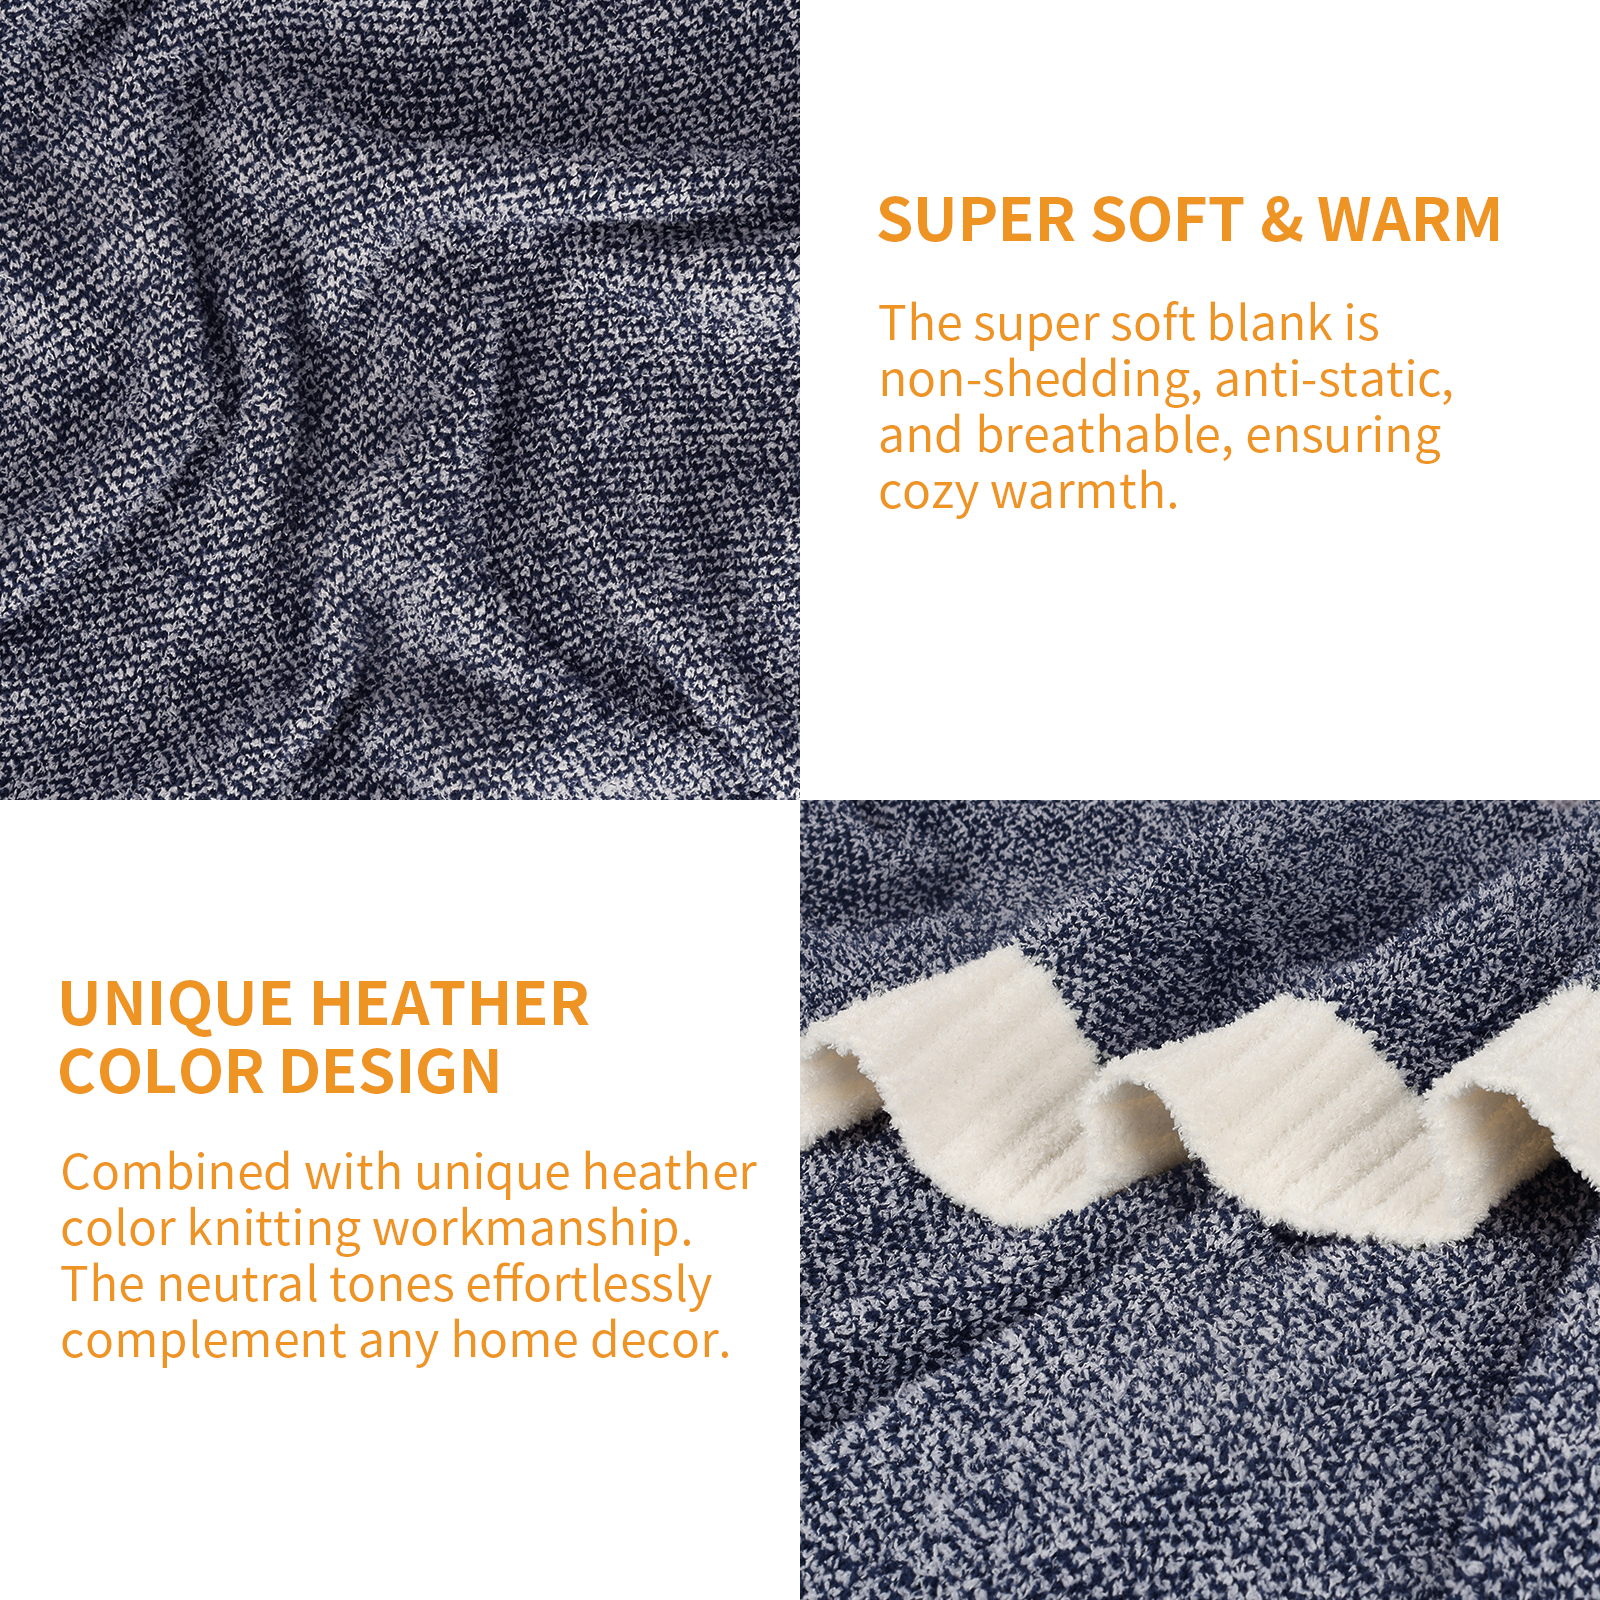 SUPER SOFT & WARM
The super soft blank is
non-shedding, anti-static,
and breathable, ensuring
cozy warmth.
UNIQUE HEATHER
COLOR DESIGN
Combined with unique heather
color knitting workmanship.
The neutral tones effortlessly
complement any home decor.